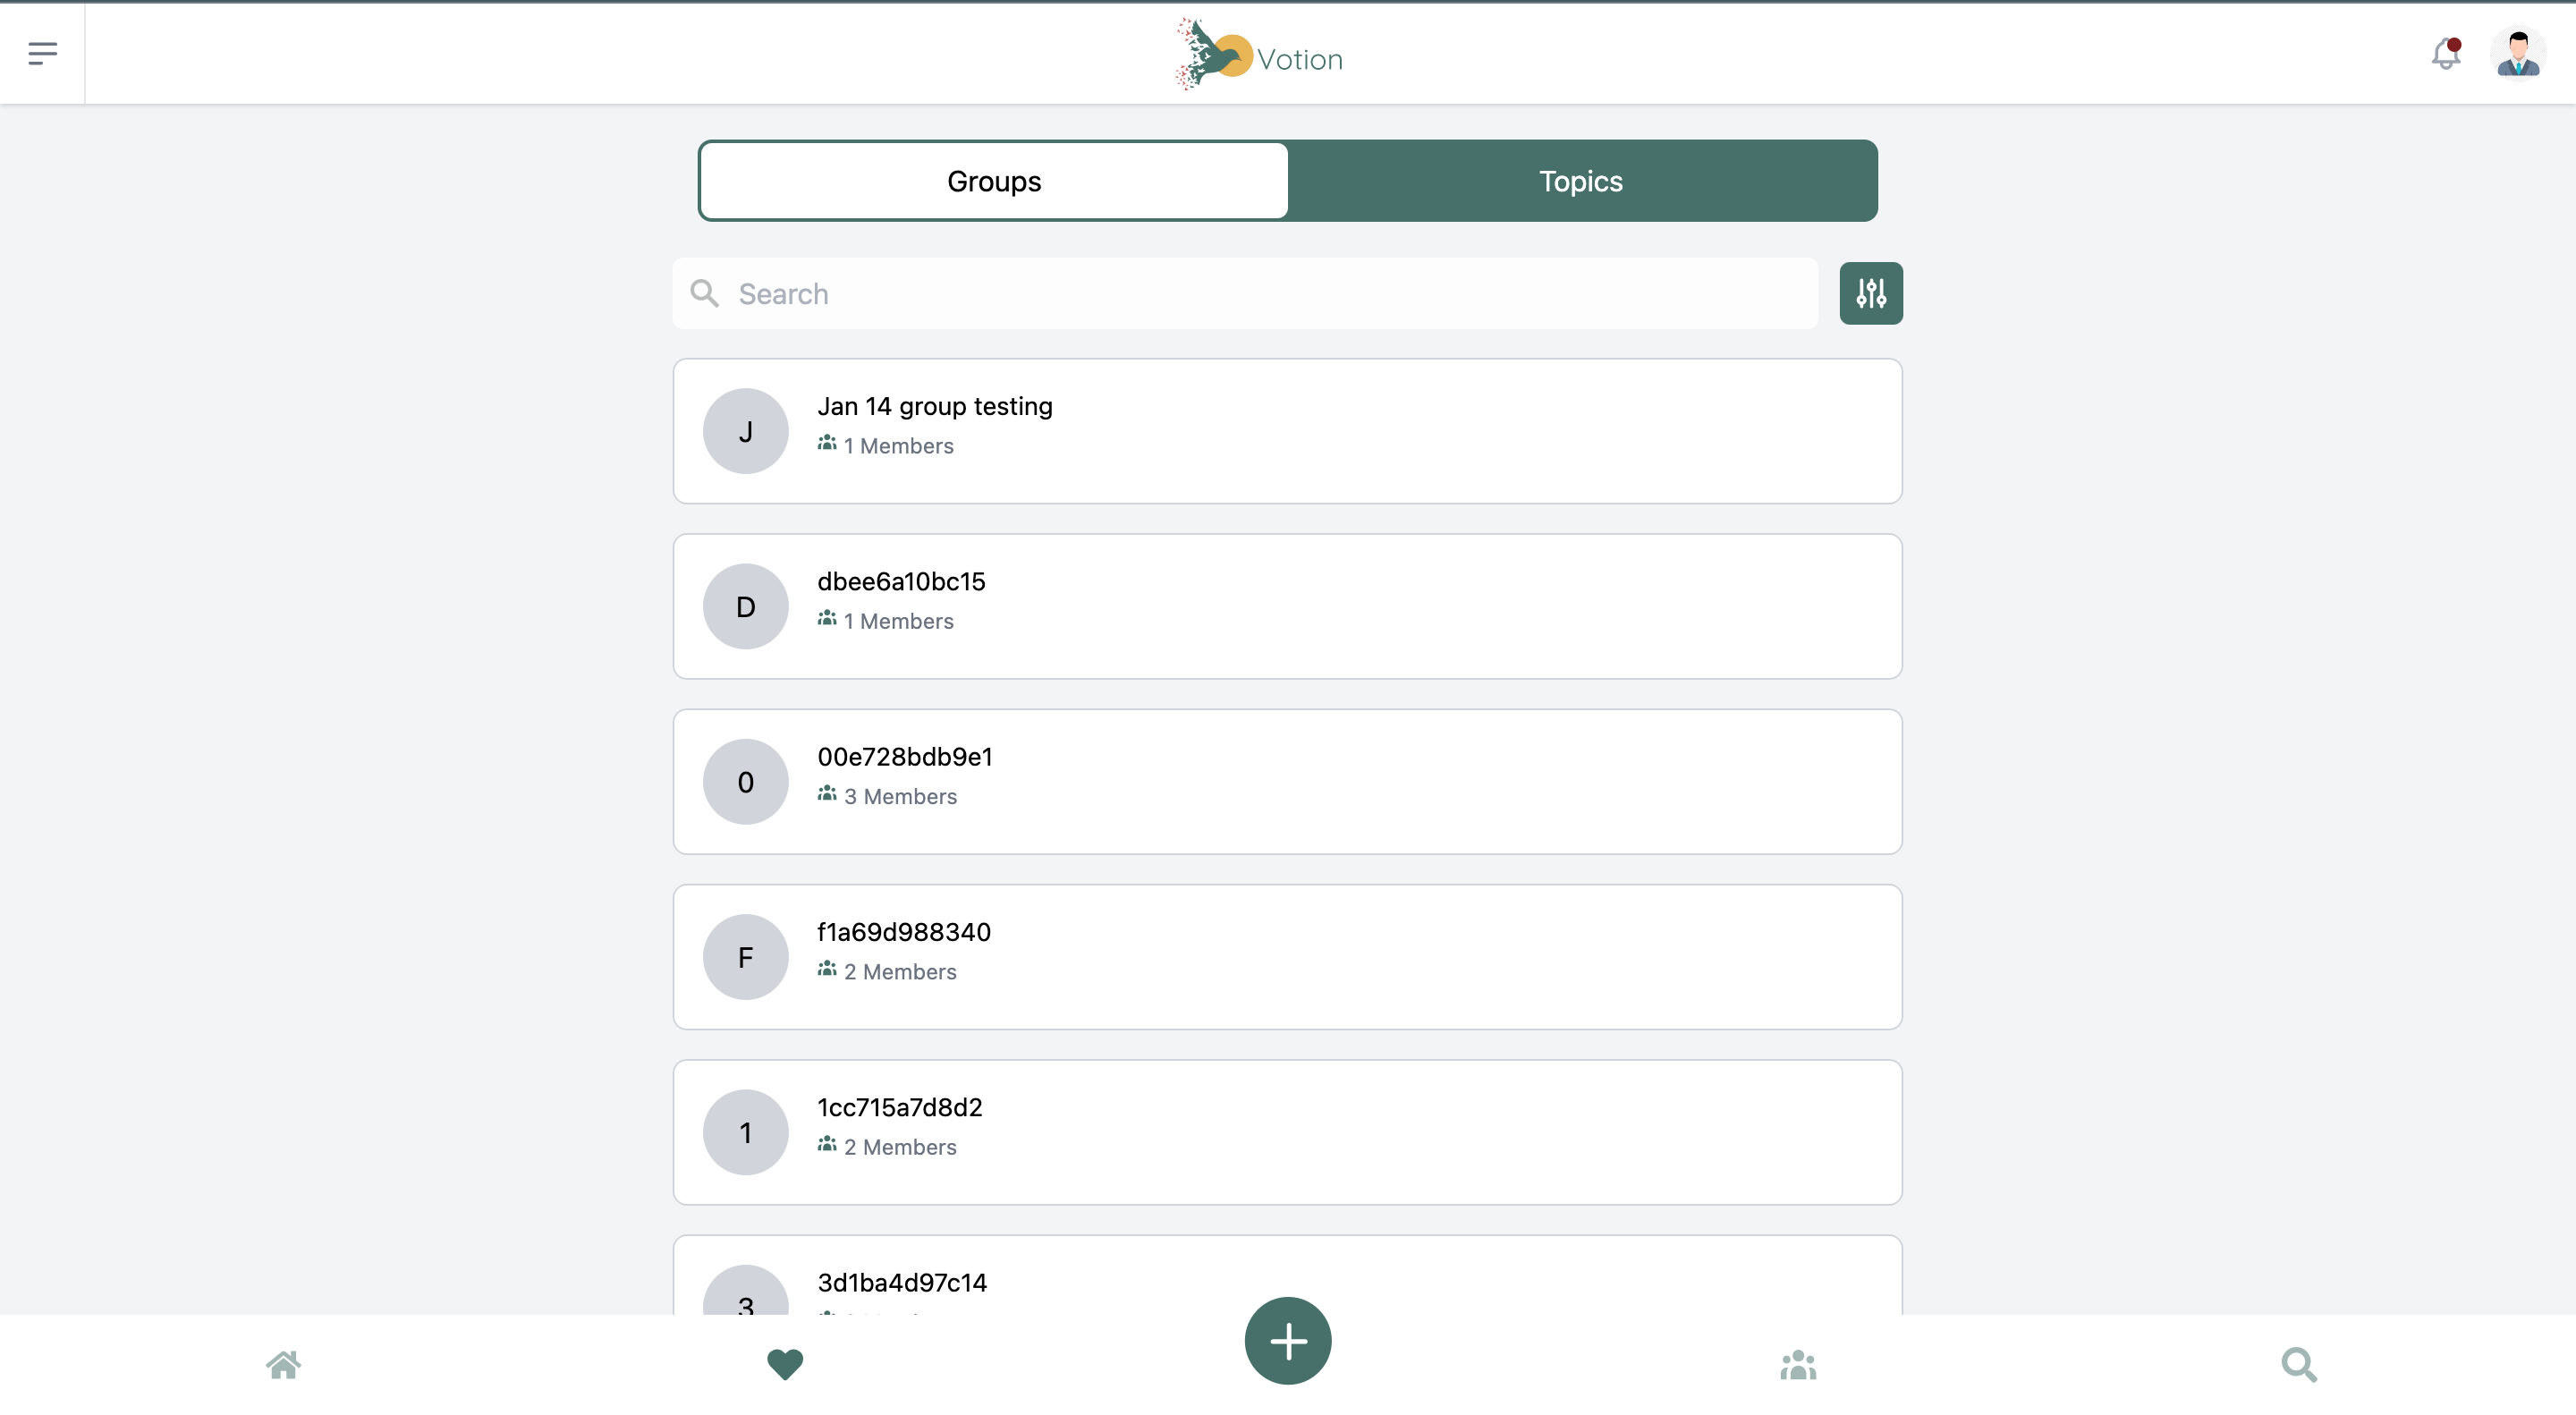 Votion
Groups
Topics
Search
J
Jan 14 group testing
1 Members
D
dbee6a10bc15
1 Members
0
00e728bdb9e1
3 Members
F
f1a69d988340
2 Members
1
1cc715a7d8d2
2 Members
3
3d1ba4d97c14